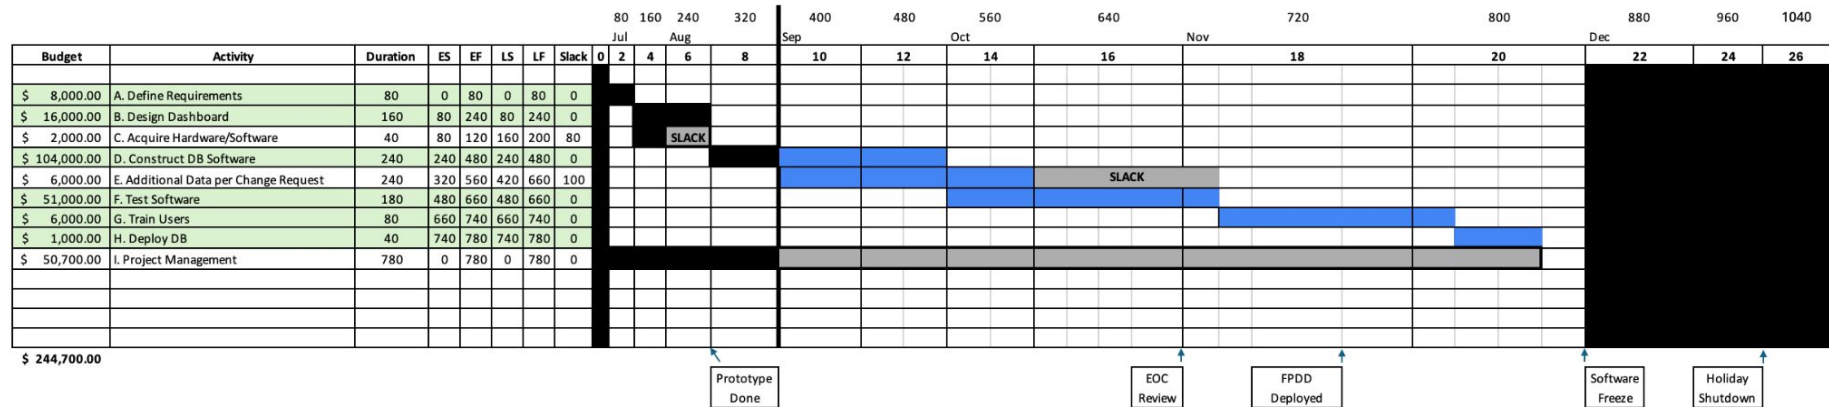 80 160 240 320 400 480 560 640 720 800 880 960 1040
Jul Aug Sep Oct Nov Dec
Budget Activity Duration ES EF LS LF Slack 0 2 4 6 8 10 12 14 16 18 20 22 24 26
$ 8,000.00 A. Define Requirements 80 0 80 0 80 0
$ 16,000.00 B. Design Dashboard 160 80 240 80 240 0
$ 2,000.00 C. Acquire Hardware/Software 40 80 120 160 200 80 SLACK
$ 104,000.00 D. Construct DB Software 240 240 480 240 480 0
$ 6,000.00 E. Additional Data per Change Request 240 320 560 420 660 100 SLACK
$ 51,000.00 F. Test Software 180 480 660 480 660 0
$ 6,000.00 G. Train Users 80 660 740 660 740 0
$ 1,000.00 H. Deploy DB 40 740 780 740 780 0
$ 50,700.00 I. Project Management 780 0 780 0 780 0
$ 244,700.00
Prototype
Done
EOC
Review
FPDD
Deployed
Software
Freeze
Holiday
Shutdown